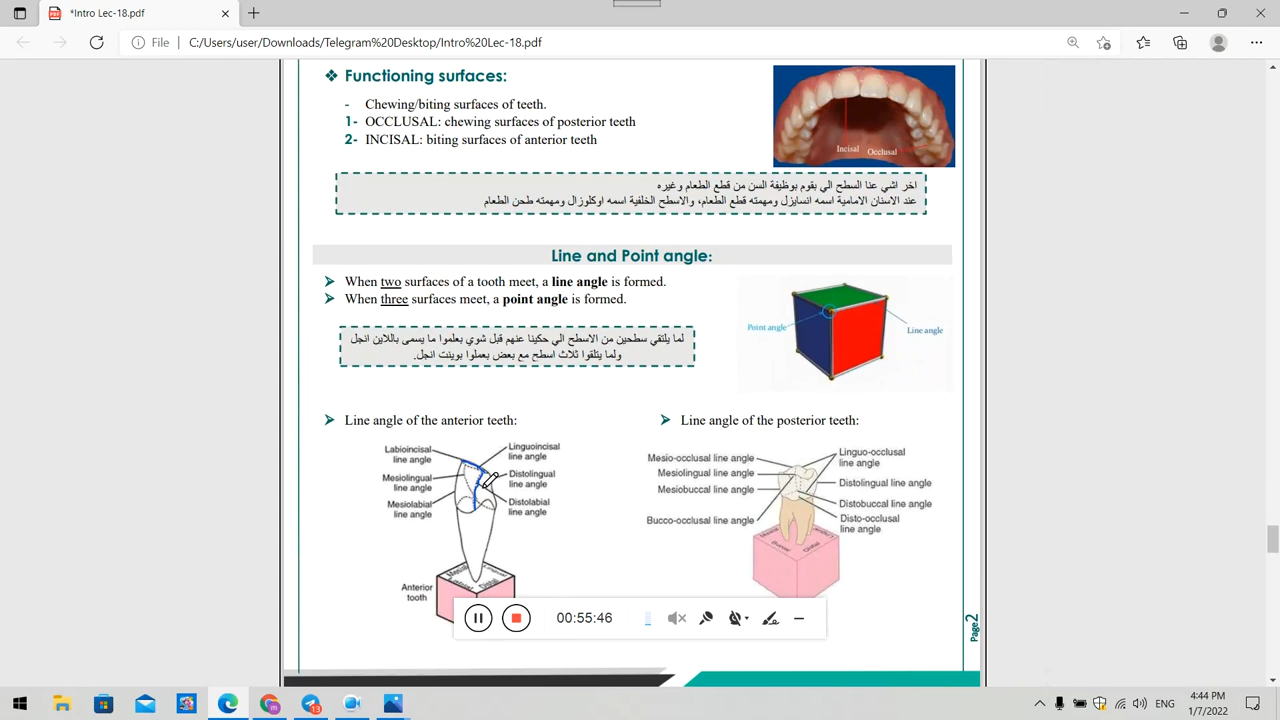 *Intro Lec-18.pdf
File
C:/Users/user/Downloads/Telegram%20Desktop/Intro%20Lec-18.pdf
❖ Functioning surfaces:
- Chewing/biting surfaces of teeth.
1- OCCLUSAL: chewing surfaces of posterior teeth
2- INCISAL: biting surfaces of anterior teeth
Incisal Occlusal
اخر اشي عنا السطح الي بقوم بوظيفة السن من قطع الطعام وغيره
عند الاسنان الامامية اسمه انسايزل ومهمته قطع الطعام، والاسطح الخلفية اسمه اوكلوزال ومهمته طحن الطعام
Line and Point angle:
➢ When two surfaces of a tooth meet, a line angle is formed.
➢ When three surfaces meet, a point angle is formed.
Point angle
Line angle
لما يلتقي سطحين من الاسطح الي حكينا عنهم قبل شوي بعلموا ما يسمى باللاين انجل
ولما يتلقوا ثلاث اسطح مع بعض بعملوا بوينت انجل.
➢ Line angle of the anterior teeth:
Labioincisal
line angle
Mesiolingual
line angle
Mesiolabial
line angle
Linguoincisal
line angle
Distolingual
line angle
Distolabial
line angle
Anterior
tooth
➢ Line angle of the posterior teeth:
Mesio-occlusal line angle
Mesiolingual line angle
Mesiobuccal line angle
Bucco-occlusal line angle
Linguo-occlusal
line angle
Distolingual line angle
Distobuccal line angle
Disto-occlusal
line angle
Buccal
Distal
00:55:46
Page2
13
ENG
4:44 PM
1/7/2022